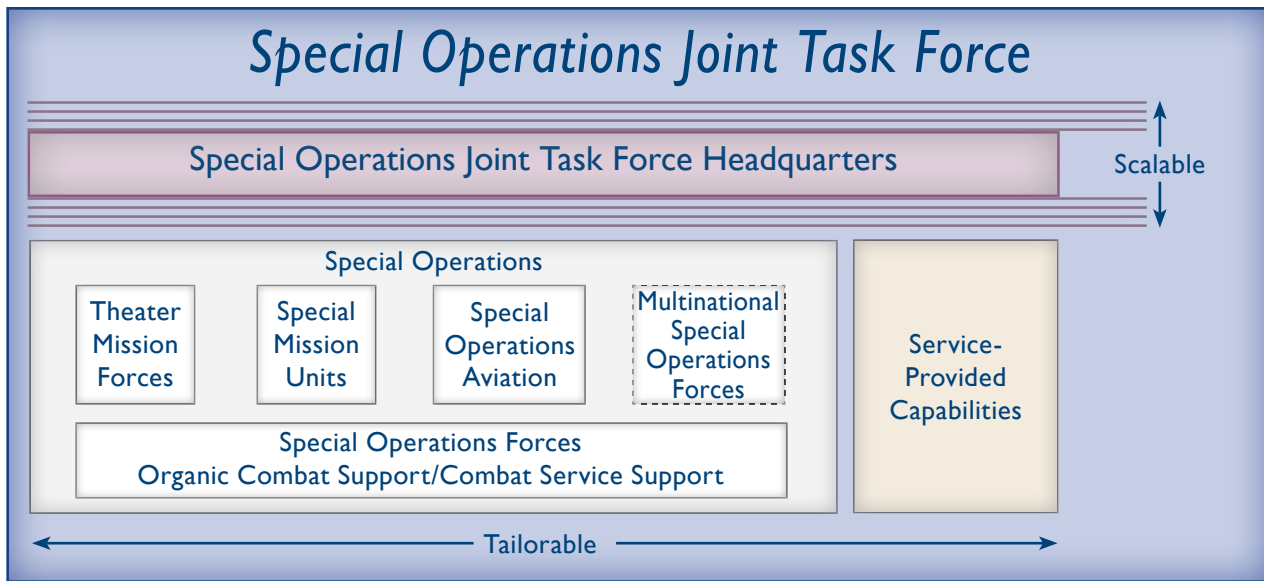 Special Operations Joint Task Force
Special Operations Joint Task Force Headquarters
Scalable
Special Operations
Theater
Mission
Forces
Special
Mission
Units
Special
Operations
Aviation
Multinational
Special
Operations
Forces
Service-
Provided
Capabilities
Special Operations Forces
Organic Combat Support/Combat Service Support
Tailorable